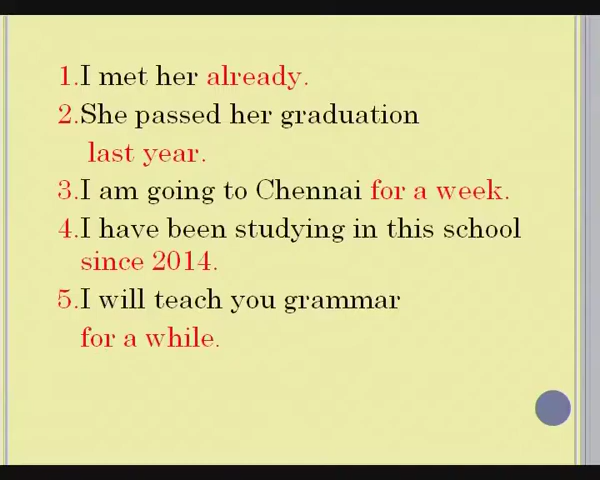 1.I met her already.
2.She passed her graduation
last year.
3.I am going to Chennai for a week.
4.I have been studying in this school
since 2014.
5.I will teach you grammar
for a while.